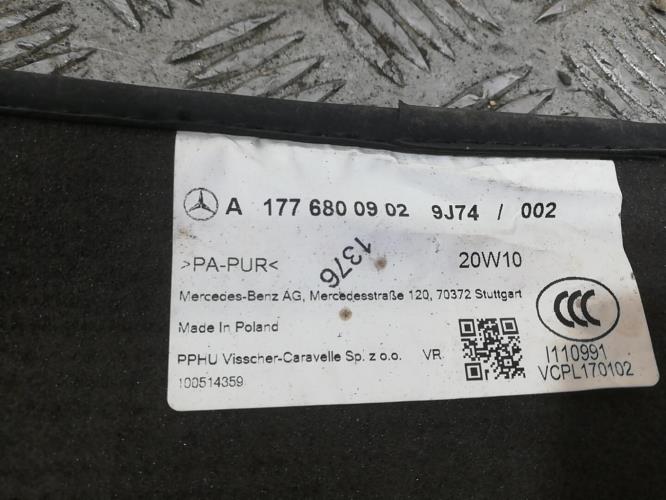 A 177 680 09 02 9J74 / 002
>PA-PUR< 1376 20W10
Mercedes-Benz AG, Mercedesstraße 120, 70372 Stuttgart
Made In Poland
CCC
PPHU Visscher-Caravelle Sp. z o.o. VR
I110991
100514359
VCPL170102